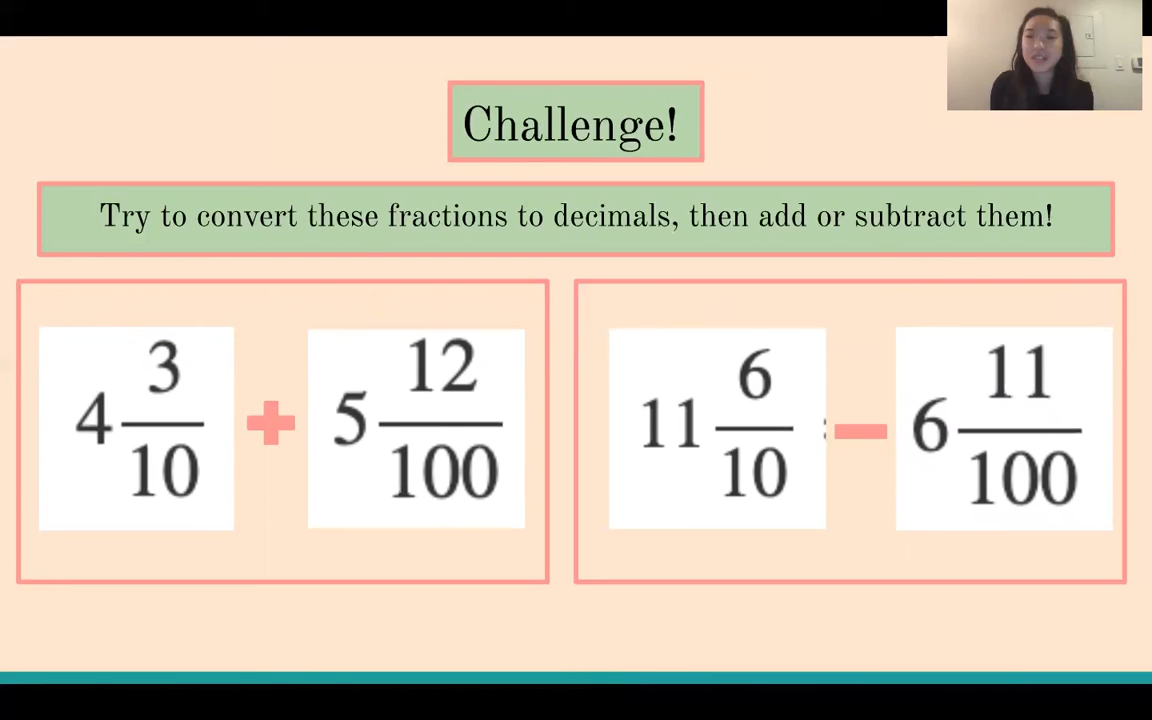 Challenge!
Try to convert these fractions to decimals, then add or subtract them!
4 3/10 + 5 12/100
11 6/10 - 6 11/100